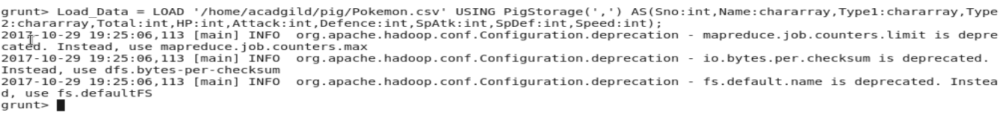 grunt> Load_Data = LOAD '/home/acadgild/pig/Pokemon.csv' USING PigStorage(',') AS(Sno:int,Name:chararray,Type1:chararray,Type
2:chararray,Total:int,HP:int,Attack:int,Defence:int,SpAtk:int,SpDef:int,Speed:int);
2017-10-29 19:25:06,113 [main] INFO  org.apache.hadoop.conf.Configuration.deprecation - mapreduce.job.counters.limit is depre
cated. Instead, use mapreduce.job.counters.max
2017-10-29 19:25:06,113 [main] INFO  org.apache.hadoop.conf.Configuration.deprecation - io.bytes.per.checksum is deprecated.
Instead, use dfs.bytes-per-checksum
2017-10-29 19:25:06,113 [main] INFO  org.apache.hadoop.conf.Configuration.deprecation - fs.default.name is deprecated. Instea
d, use fs.defaultFS
grunt>